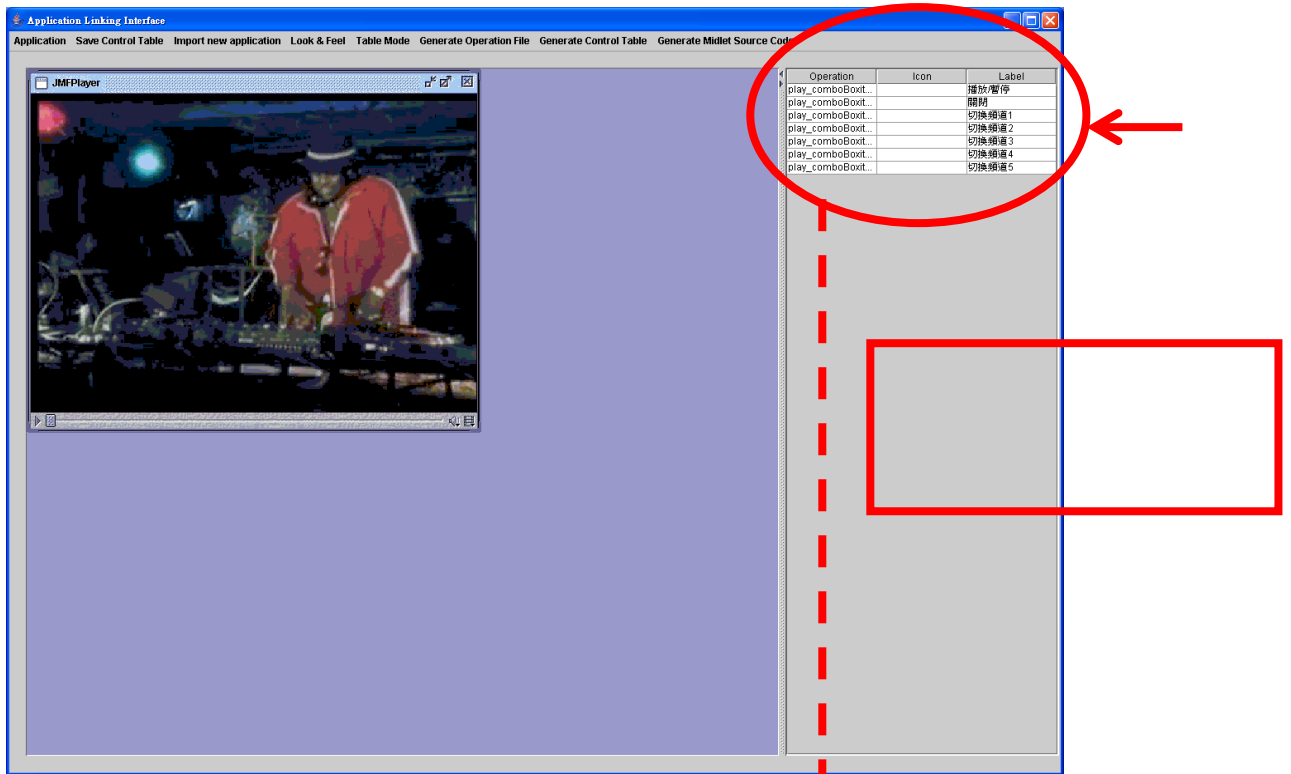 Application Linking Interface
Application Save Control Table Import new application Look & Feel Table Mode Generate Operation File Generate Control Table Generate Midlet Source Code
JMFPlayer
Operation Icon Label
play_comboBoxit... 播放/暫停
play_comboBoxit... 關閉
play_comboBoxit... 切換頻道1
play_comboBoxit... 切換頻道2
play_comboBoxit... 切換頻道3
play_comboBoxit... 切換頻道4
play_comboBoxit... 切換頻道5